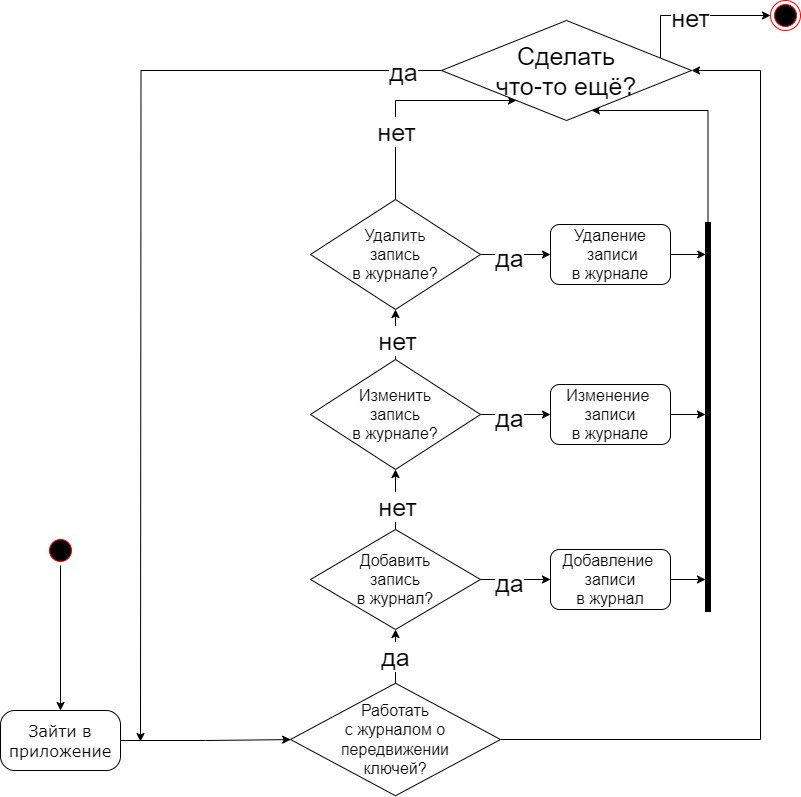 нет
Сделать
что-то ещё?
да
нет
Удалить
запись
в журнале?
да
Удаление
записи
в журнале
нет
Изменить
запись
в журнале?
да
Изменение
записи
в журнале
нет
Добавить
запись
в журнал?
да
Добавление
записи
в журнал
да
Работать
с журналом о
передвижении
ключей?
Зайти в
приложение